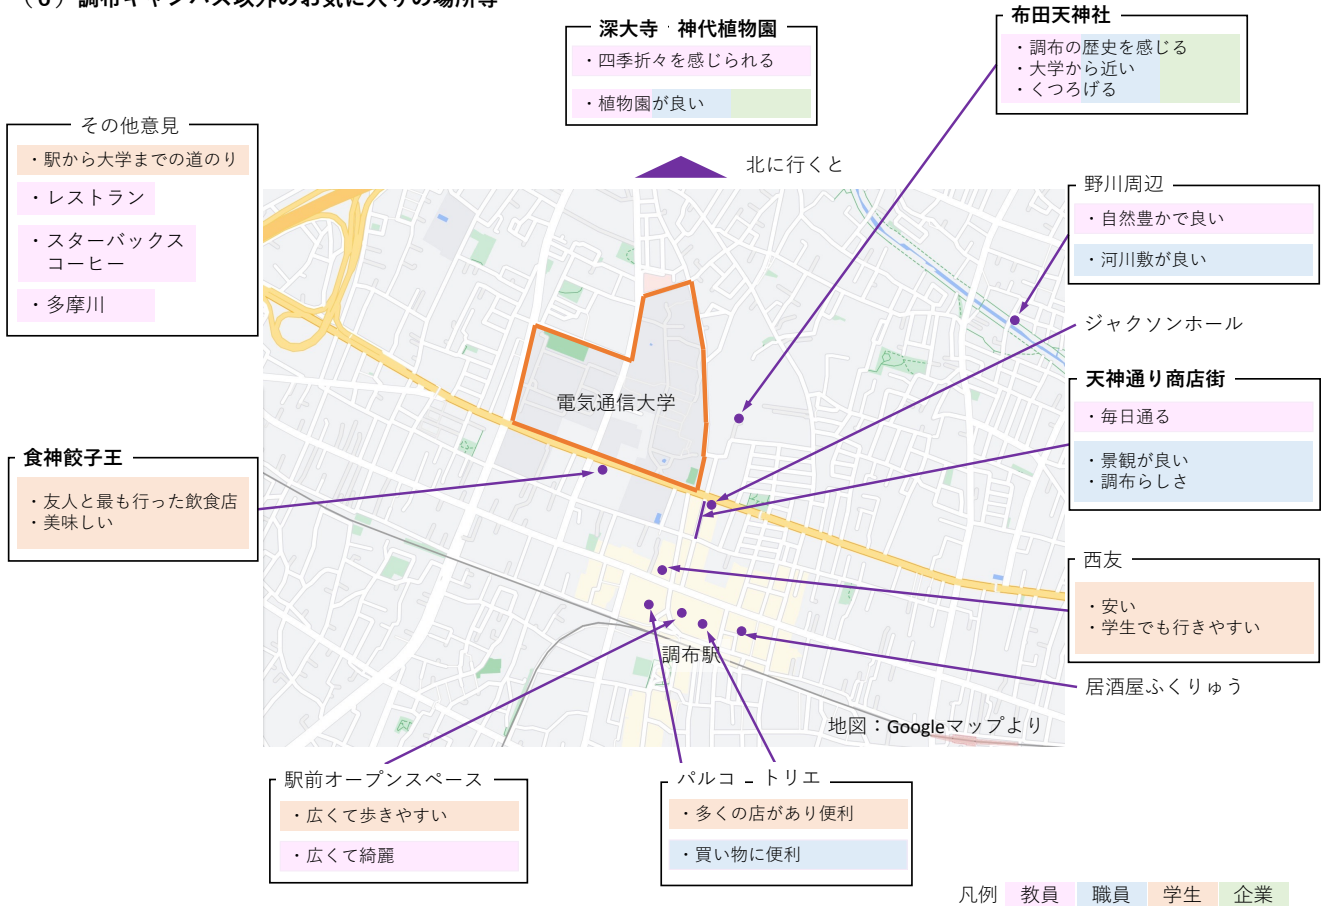 （6）調布キャンパス以外のお気に入りの場所等
深大寺・神代植物園
・四季折々を感じられる
・植物園が良い
布田天神社
・調布の歴史を感じる
・大学から近い
・くつろげる
その他意見
・駅から大学までの道のり
・レストラン
・スターバックス
コーヒー
・多摩川
北に行くと
野川周辺
・自然豊かで良い
・河川敷が良い
ジャクソンホール
天神通り商店街
・毎日通る
・景観が良い
・調布らしさ
電気通信大学
食神餃子王
・友人と最も行った飲食店
・美味しい
西友
・安い
・学生でも行きやすい
調布駅
居酒屋ふくりゅう
地図：Googleマップより
駅前オープンスペース
・広くて歩きやすい
・広くて綺麗
パルコ トリエ
・多くの店があり便利
・買い物に便利
凡例 教員 職員 学生 企業